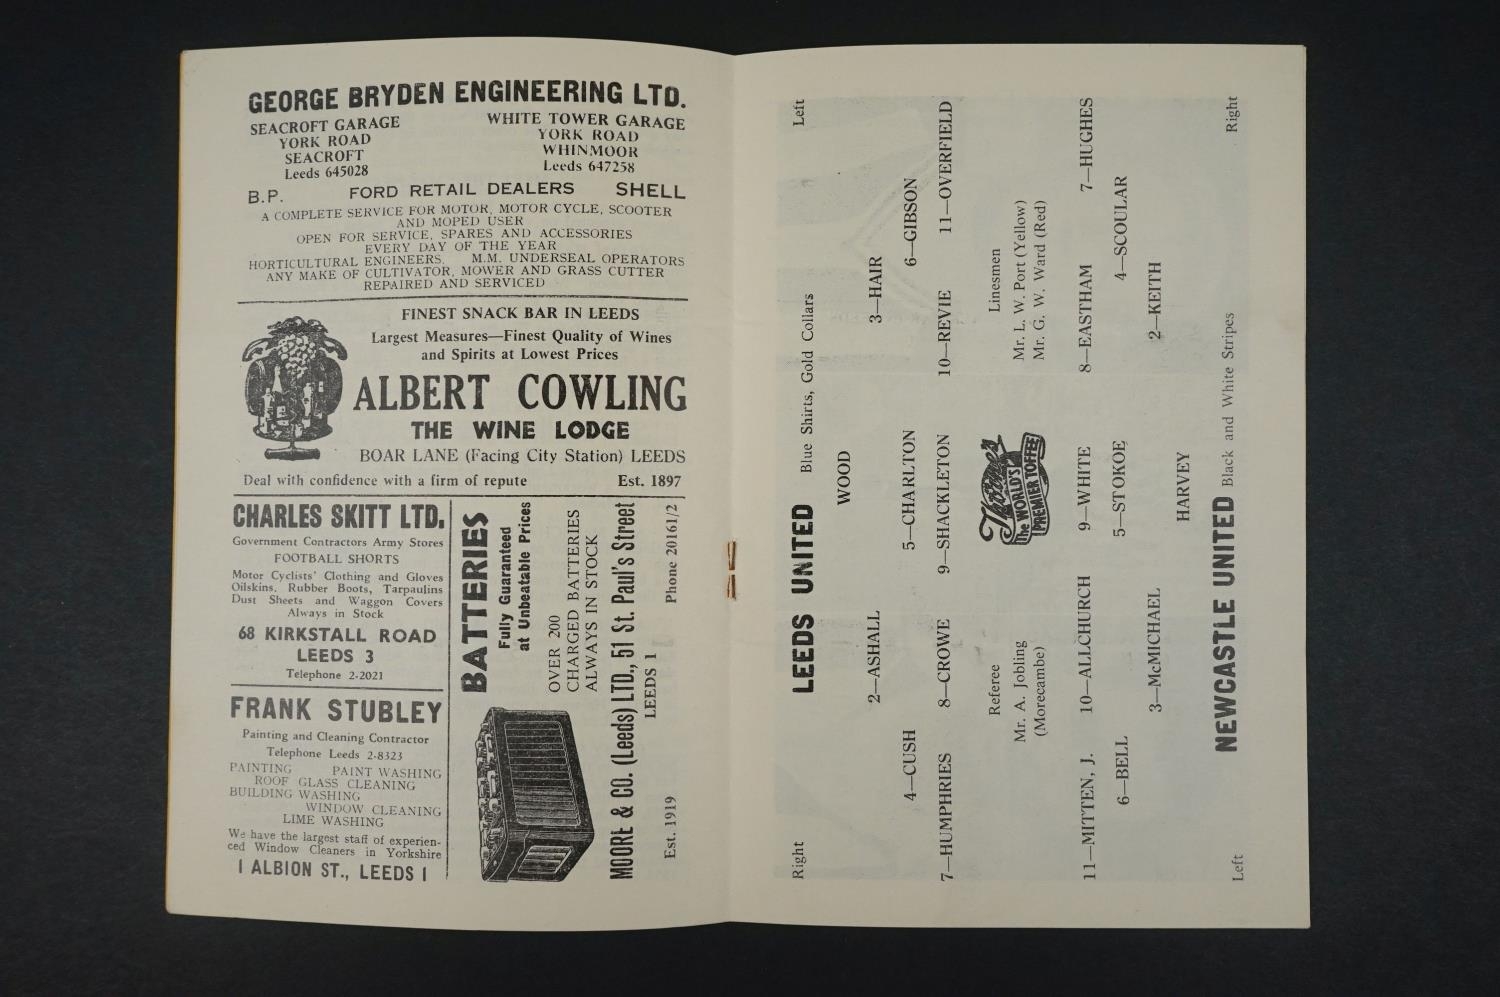 GEORGE BRYDEN ENGINEERING LTD.
SEACROFT GARAGE
YORK ROAD
SEACROFT
Leeds 645028
WHITE TOWER GARAGE
YORK ROAD
WHINMOOR
Leeds 647258
B.P. FORD RETAIL DEALERS SHELL
A COMPLETE SERVICE FOR MOTOR, MOTOR CYCLE, SCOOTER
AND MOPED USER
OPEN FOR SERVICE, SPARES AND ACCESSORIES
EVERY DAY OF THE YEAR
HORTICULTURAL ENGINEERS. M.M. UNDERSEAL OPERATORS
ANY MAKE OF CULTIVATOR, MOWER AND GRASS CUTTER
REPAIRED AND SERVICED
FINEST SNACK BAR IN LEEDS
Largest Measures—Finest Quality of Wines
and Spirits at Lowest Prices
ALBERT COWLING
THE WINE LODGE
BOAR LANE (Facing City Station) LEEDS
Deal with confidence with a firm of repute Est. 1897
CHARLES SKITT LTD.
Government Contractors Army Stores
FOOTBALL SHORTS
Motor Cyclists' Clothing and Gloves
Oilskins, Rubber Boots, Tarpaulins
Dust Sheets and Waggon Covers
Always in Stock
68 KIRKSTALL ROAD
LEEDS 3
Telephone 2-2021
FRANK STUBLEY
Painting and Cleaning Contractor
Telephone Leeds 2-8323
PAINTING PAINT WASHING
ROOF GLASS CLEANING
BUILDING WASHING
WINDOW CLEANING
LIME WASHING
We have the largest staff of experien-
ced Window Cleaners in Yorkshire
1 ALBION ST., LEEDS 1
BATTERIES
Fully Guaranteed
at Unbeatable Prices
OVER 200
CHARGED BATTERIES
ALWAYS IN STOCK
MOORE & CO. (Leeds) LTD., 51 St. Paul's Street
LEEDS 1
Est. 1919 Phone 20161/2
Right LEEDS UNITED Blue Shirts, Gold Collars Left
WOOD
2—ASHALL 3—HAIR
4—CUSH 5—CHARLTON 6—GIBSON
7—HUMPHRIES 8—CROWE 9—SHACKLETON 10—REVIE 11—OVERFIELD
Referee
Mr. A. Jobling
(Morecambe)
Thorne's
The WORLD'S
PREMIER TOFFEE
Linesmen
Mr. L. W. Port (Yellow)
Mr. G. W. Ward (Red)
11—MITTEN, J. 10—ALLCHURCH 9—WHITE 8—EASTHAM 7—HUGHES
6—BELL 5—STOKOE 4—SCOULAR
3—McMICHAEL 2—KEITH
HARVEY
Left NEWCASTLE UNITED Black and White Stripes Right